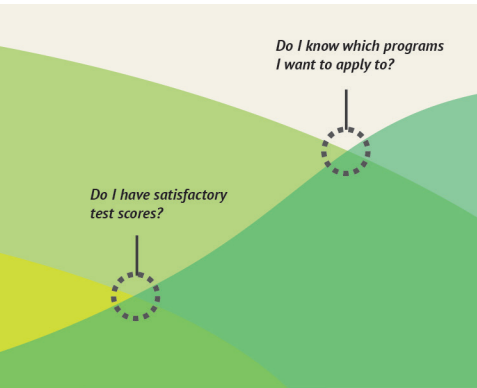 Do I know which programs
I want to apply to?
Do I have satisfactory
test scores?